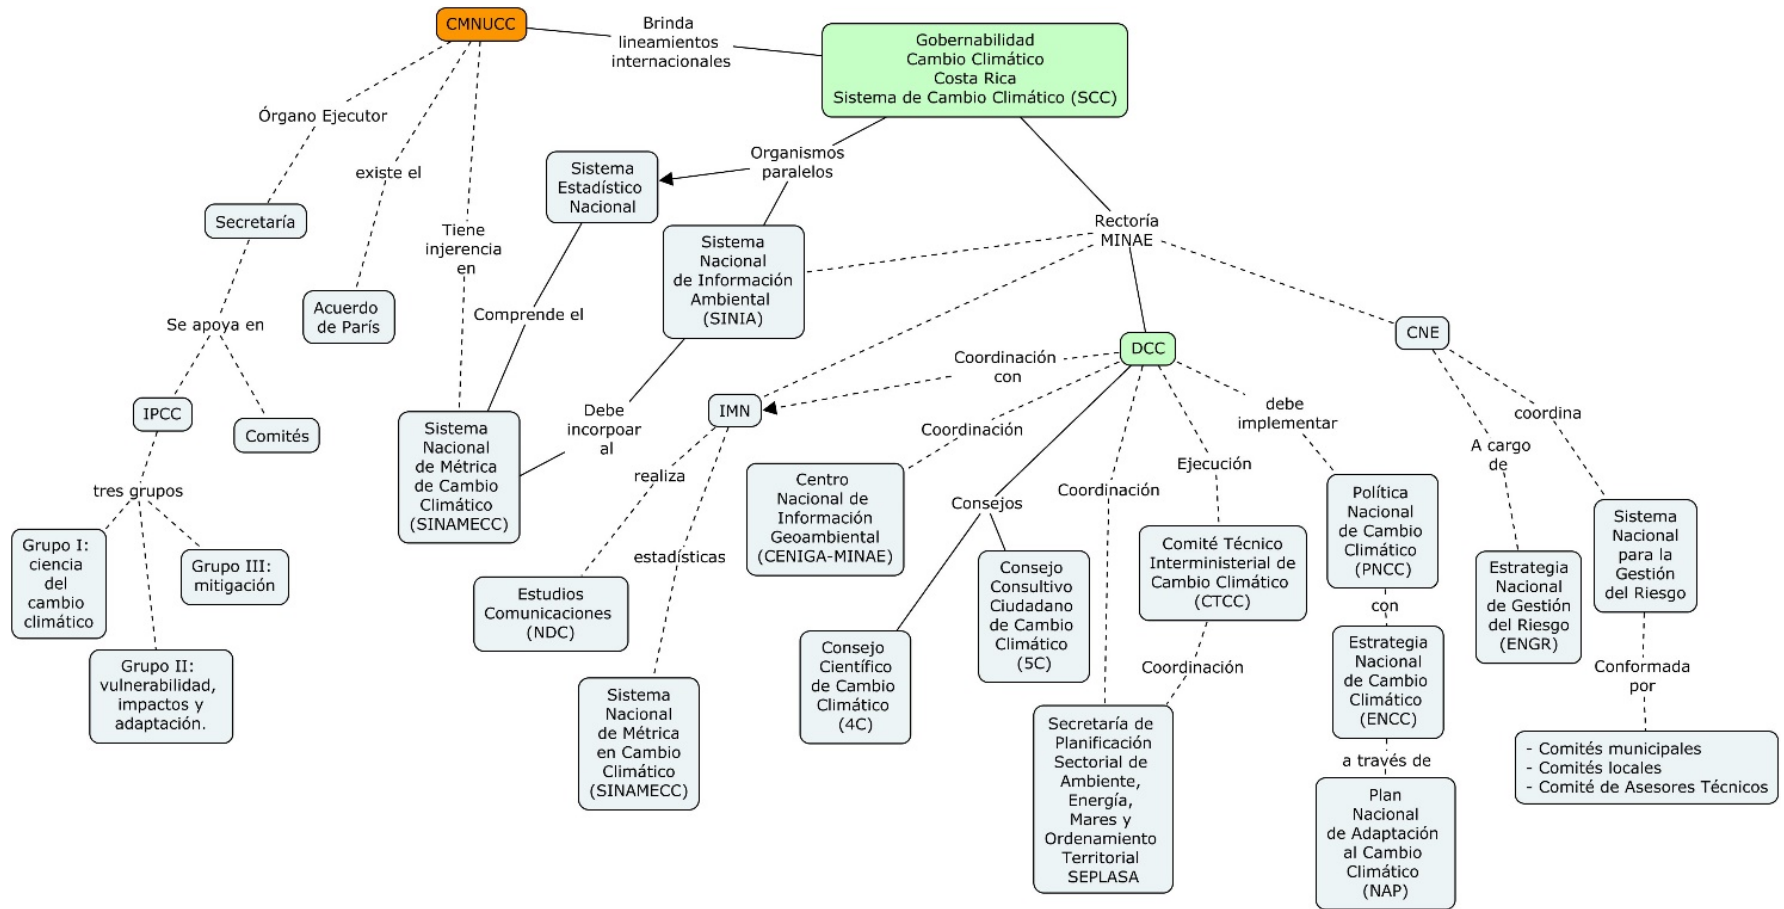 CMNUCC
Brinda
lineamientos
internacionales
Gobernabilidad
Cambio Climático
Costa Rica
Sistema de Cambio Climático (SCC)
Órgano Ejecutor
existe el
Tiene
injerencia
en
Secretaría
Se apoya en
Acuerdo
de París
IPCC
Comités
tres grupos
Grupo I:
ciencia
del
cambio
climático
Grupo III:
mitigación
Grupo II:
vulnerabilidad,
impactos y
adaptación.
Organismos
paralelos
Sistema
Estadístico
Nacional
Comprende el
Sistema
Nacional
de Información
Ambiental
(SINIA)
Debe
incorpoar
al
Sistema
Nacional
de Métrica
de Cambio
Climático
(SINAMECC)
Rectoría
MINAE
DCC
CNE
Coordinación
con
IMN
realiza
estadísticas
Estudios
Comunicaciones
(NDC)
Sistema
Nacional
de Métrica
en Cambio
Climático
(SINAMECC)
Coordinación
Centro
Nacional de
Información
Geoambiental
(CENIGA-MINAE)
Consejos
Consejo
Científico
de Cambio
Climático
(4C)
Consejo
Consultivo
Ciudadano
de Cambio
Climático
(5C)
Coordinación
Ejecución
Comité Técnico
Interministerial de
Cambio Climático
(CTCC)
Coordinación
Secretaría de
Planificación
Sectorial de
Ambiente,
Energía,
Mares y
Ordenamiento
Territorial
SEPLASA
debe
implementar
Política
Nacional
de Cambio
Climático
(PNCC)
con
Estrategia
Nacional
de Cambio
Climático
(ENCC)
a través de
Plan
Nacional
de Adaptación
al Cambio
Climático
(NAP)
A cargo
de
Estrategia
Nacional
de Gestión
del Riesgo
(ENGR)
coordina
Sistema
Nacional
para la
Gestión
del Riesgo
Conformada
por
- Comités municipales
- Comités locales
- Comité de Asesores Técnicos